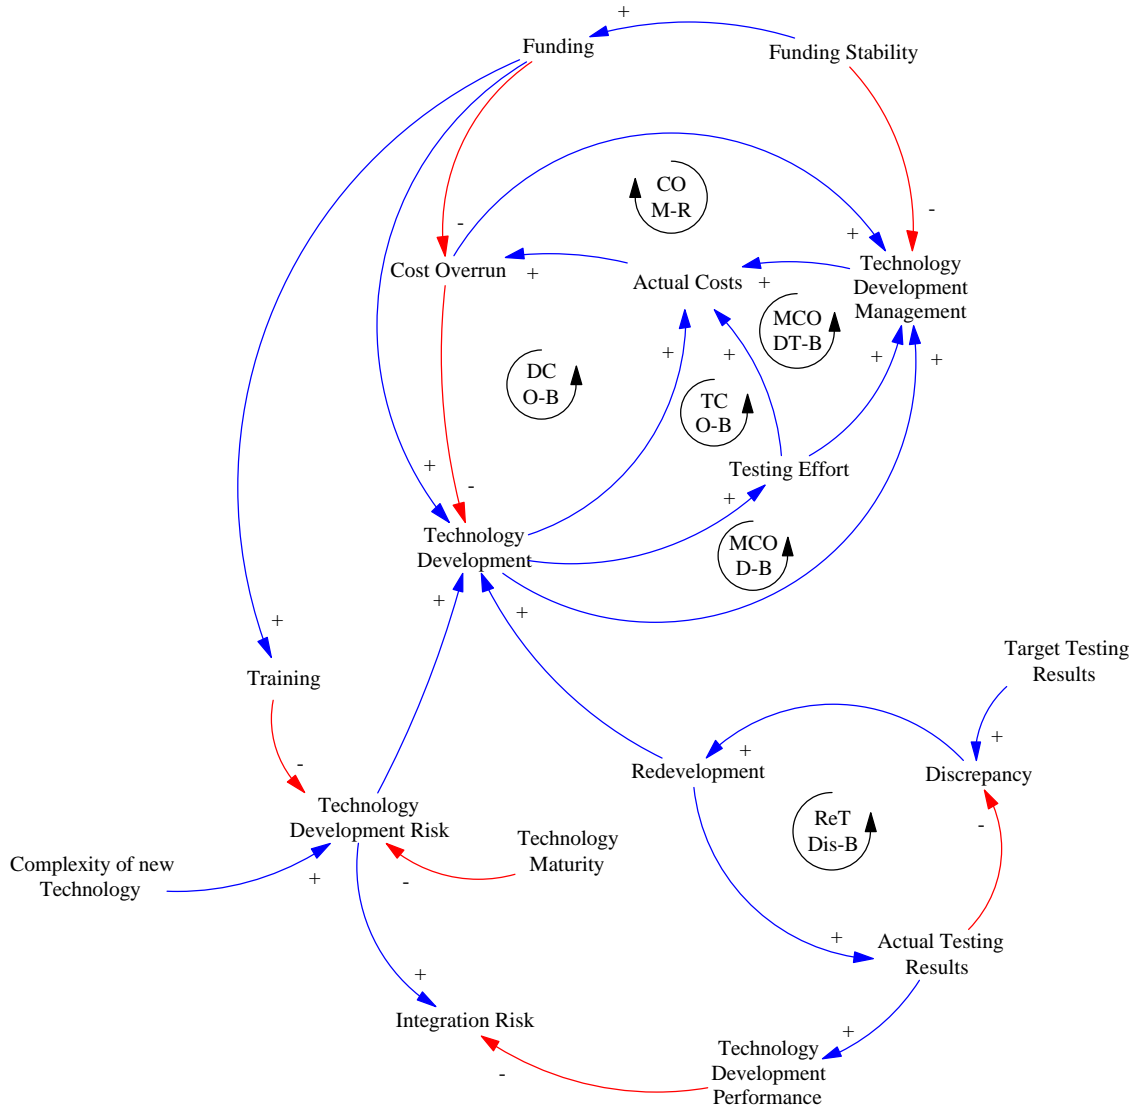 +
Funding
Funding Stability
CO
M-R
-
-
+
Cost Overrun
+
Actual Costs
+
Technology
Development
Management
MCO
DT-B
+
+
+
+
DC
O-B
TC
O-B
+
-
Testing Effort
+
Technology
Development
MCO
D-B
+
+
+
Training
Target Testing
Results
+
-
Redevelopment
+
Discrepancy
Technology
Development Risk
ReT
Dis-B
-
Technology
Maturity
Complexity of new
Technology
+
-
+
Actual Testing
Results
+
Integration Risk
+
Technology
Development
Performance
-